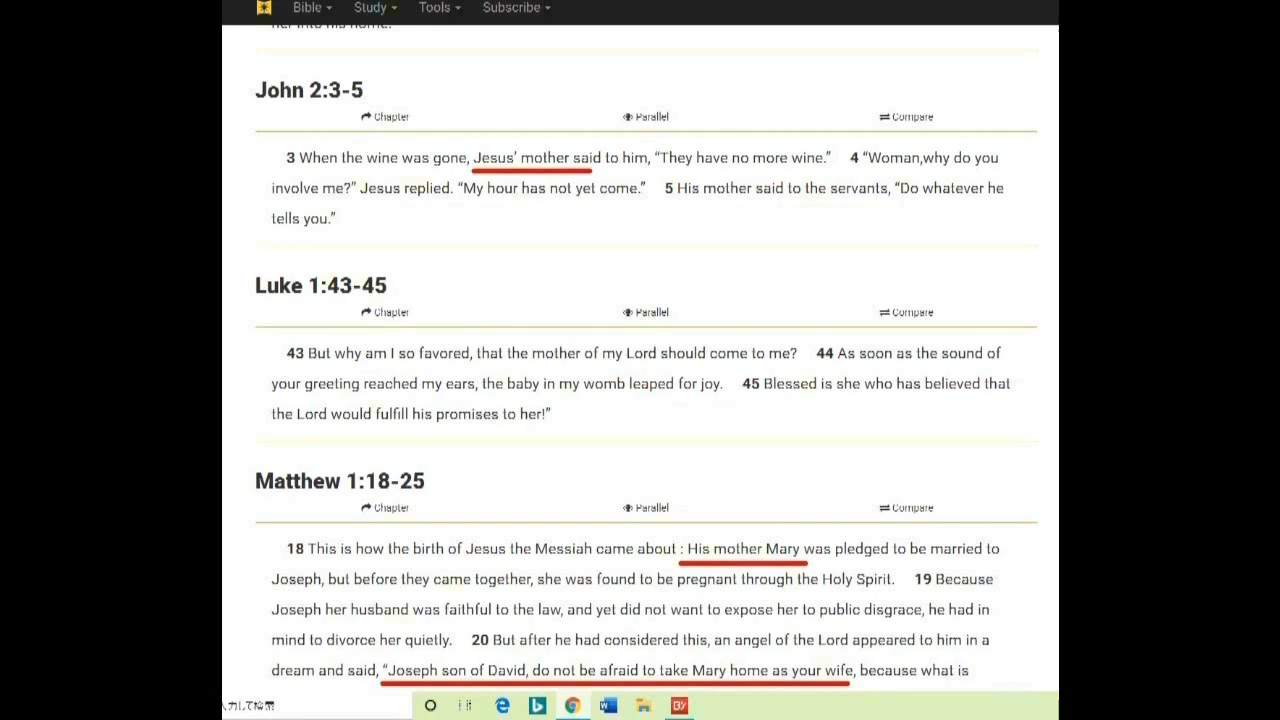 Bible Study Tools Subscribe
her into his home.
John 2:3-5
Chapter Parallel Compare
3 When the wine was gone, Jesus’ mother said to him, “They have no more wine.” 4 “Woman,why do you
involve me?” Jesus replied. “My hour has not yet come.” 5 His mother said to the servants, “Do whatever he
tells you.”
Luke 1:43-45
Chapter Parallel Compare
43 But why am I so favored, that the mother of my Lord should come to me? 44 As soon as the sound of
your greeting reached my ears, the baby in my womb leaped for joy. 45 Blessed is she who has believed that
the Lord would fulfill his promises to her!”
Matthew 1:18-25
Chapter Parallel Compare
18 This is how the birth of Jesus the Messiah came about : His mother Mary was pledged to be married to
Joseph, but before they came together, she was found to be pregnant through the Holy Spirit. 19 Because
Joseph her husband was faithful to the law, and yet did not want to expose her to public disgrace, he had in
mind to divorce her quietly. 20 But after he had considered this, an angel of the Lord appeared to him in a
dream and said, “Joseph son of David, do not be afraid to take Mary home as your wife, because what is
入力して検索